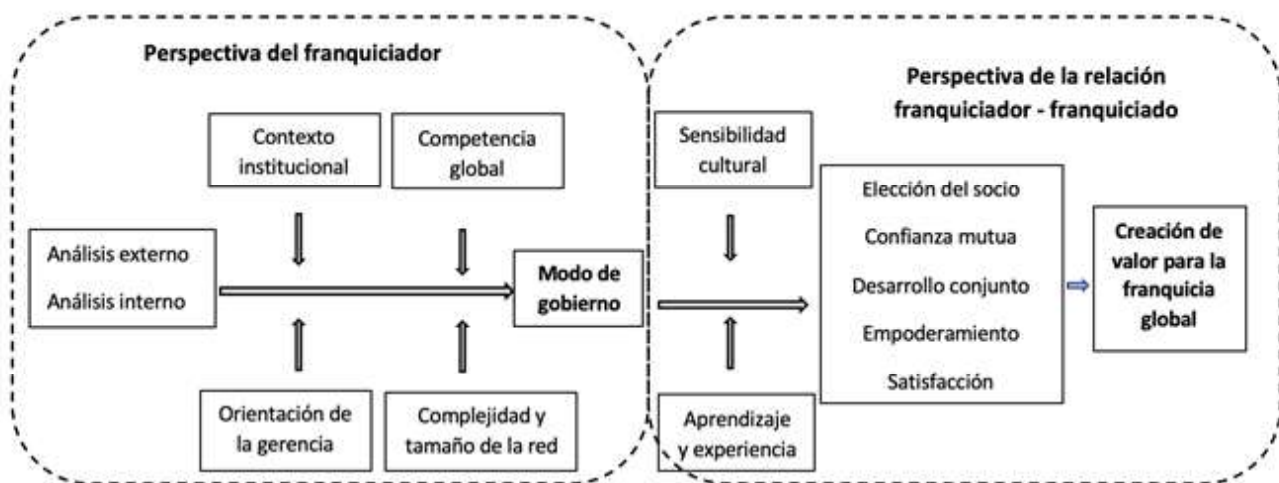 Perspectiva del franquiciador
Contexto
institucional
Competencia
global
Análisis externo
Análisis interno
Modo de
gobierno
Orientación de
la gerencia
Complejidad y
tamaño de la red
Perspectiva de la relación
franquiciador - franquiciado
Sensibilidad
cultural
Elección del socio
Confianza mutua
Desarrollo conjunto
Empoderamiento
Satisfacción
Creación de
valor para la
franquicia
global
Aprendizaje
y experiencia